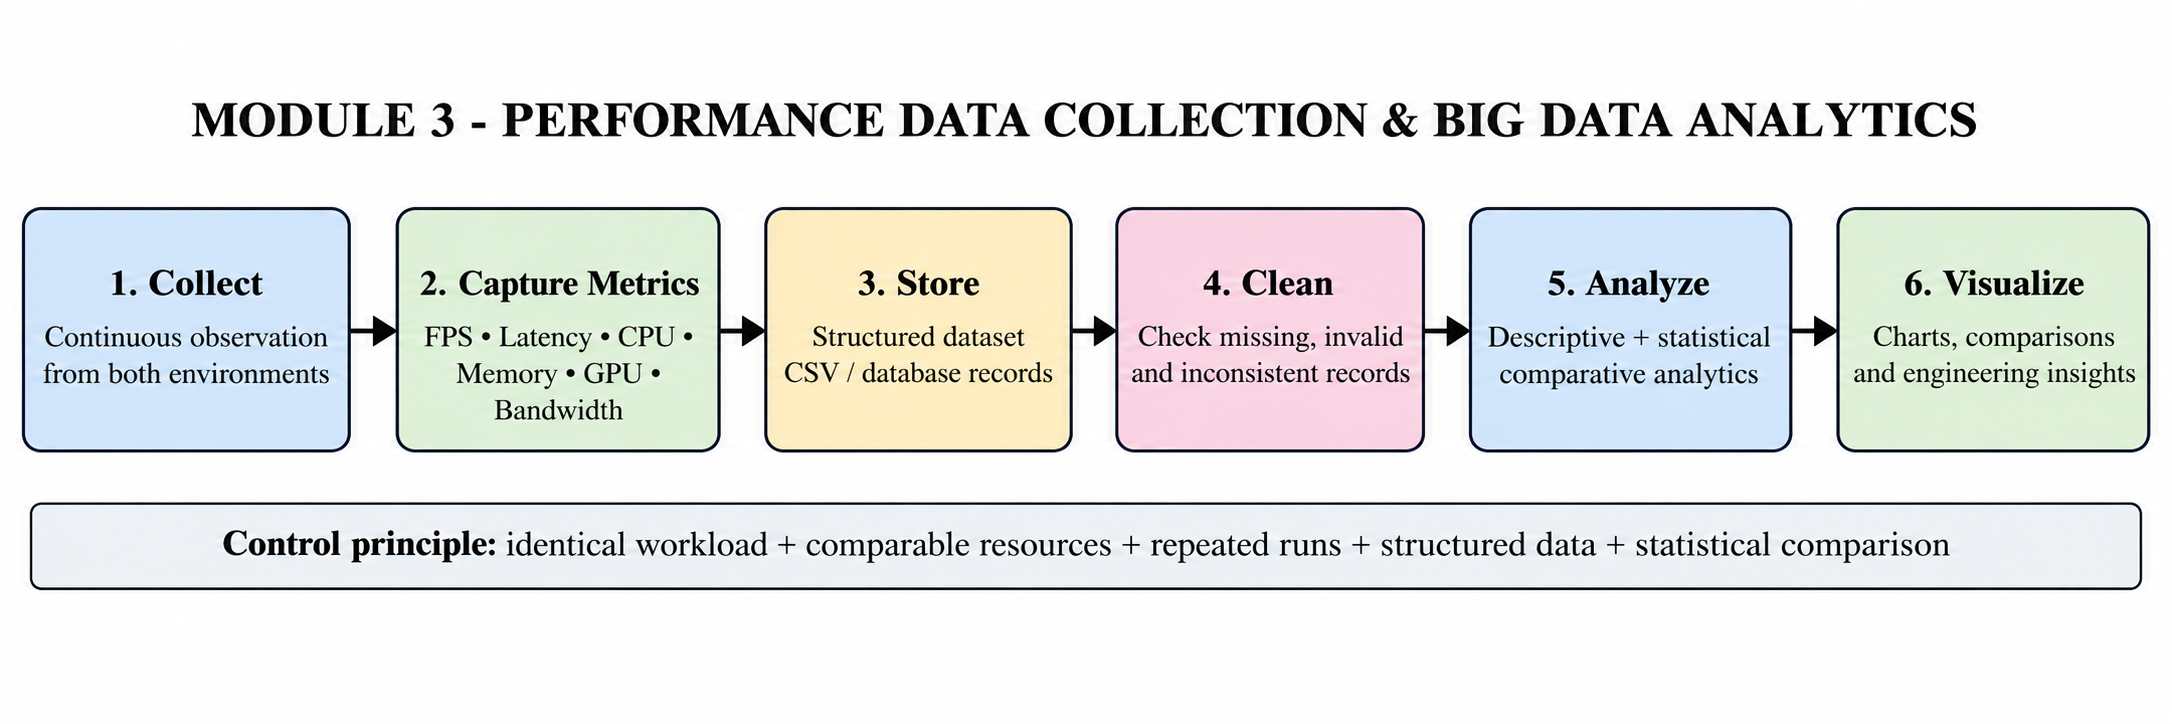 MODULE 3 - PERFORMANCE DATA COLLECTION & BIG DATA ANALYTICS
1. Collect
Continuous observation
from both environments
2. Capture Metrics
FPS • Latency • CPU •
Memory • GPU •
Bandwidth
3. Store
Structured dataset
CSV / database records
4. Clean
Check missing, invalid
and inconsistent records
5. Analyze
Descriptive + statistical
comparative analytics
6. Visualize
Charts, comparisons
and engineering insights
Control principle: identical workload + comparable resources + repeated runs + structured data + statistical comparison